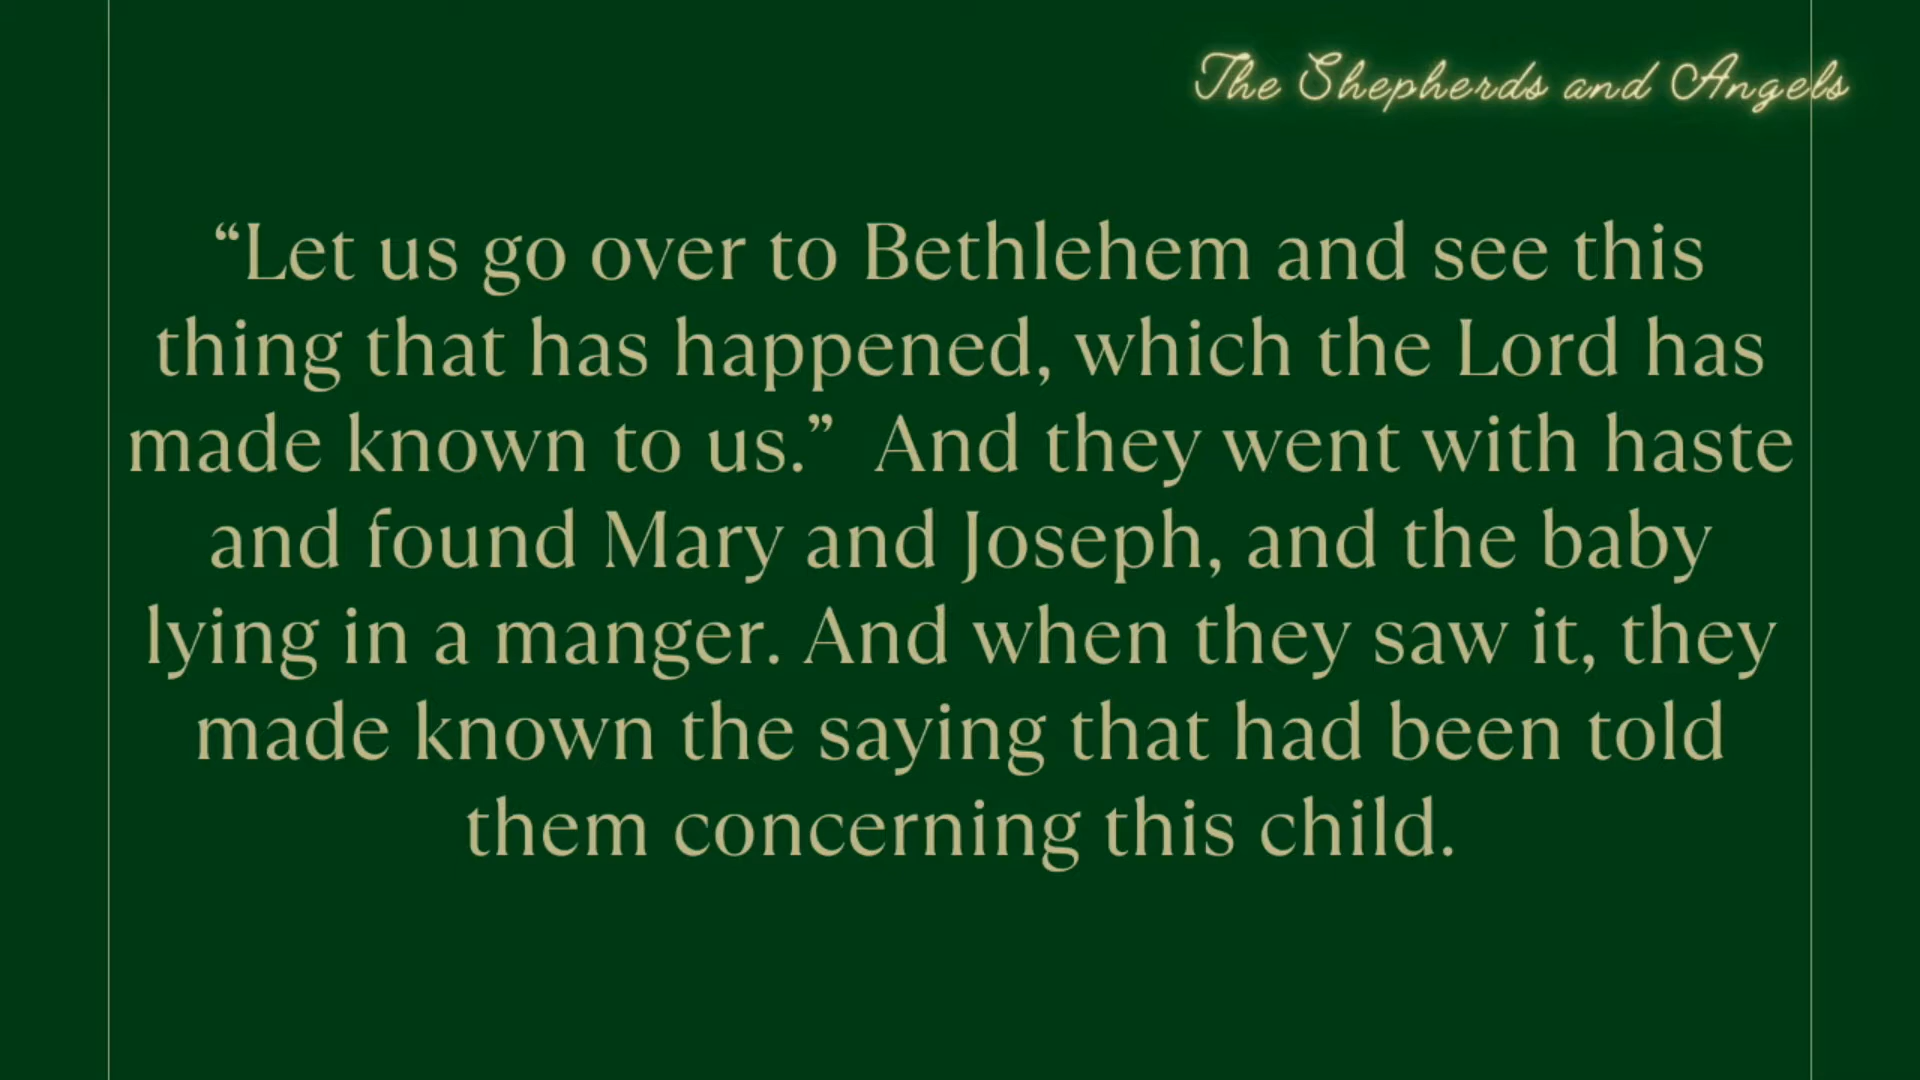 The Shepherds and Angels
“Let us go over to Bethlehem and see this
thing that has happened, which the Lord has
made known to us.”  And they went with haste
and found Mary and Joseph, and the baby
lying in a manger. And when they saw it, they
made known the saying that had been told
them concerning this child.